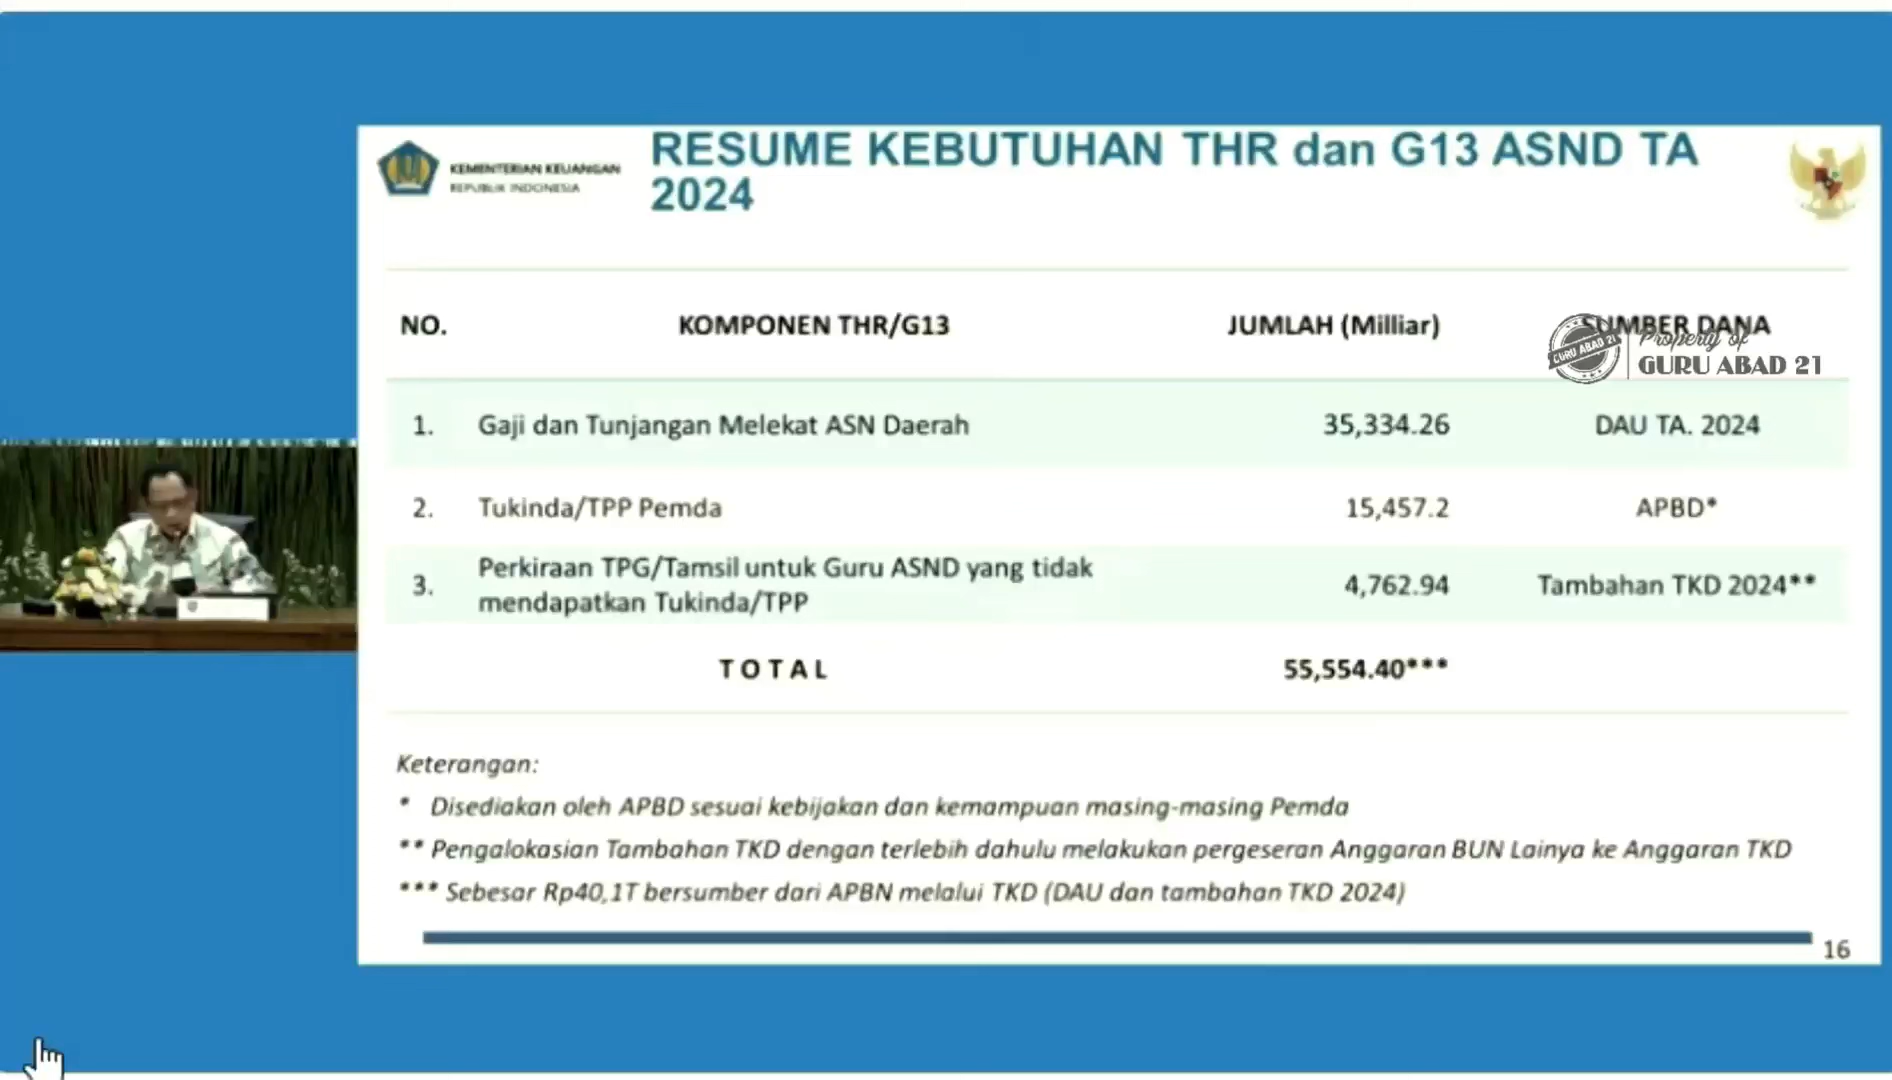 KEMENTERIAN KEUANGAN
REPUBLIK INDONESIA
RESUME KEBUTUHAN THR dan G13 ASND TA
2024
NO. KOMPONEN THR/G13 JUMLAH (Milliar) SUMBER DANA
GURU ABAD 21
Property of
GURU ABAD 21
1. Gaji dan Tunjangan Melekat ASN Daerah 35,334.26 DAU TA. 2024
2. Tukinda/TPP Pemda 15,457.2 APBD*
3. Perkiraan TPG/Tamsil untuk Guru ASND yang tidak
mendapatkan Tukinda/TPP 4,762.94 Tambahan TKD 2024**
T O T A L 55,554.40***
Keterangan:
* Disediakan oleh APBD sesuai kebijakan dan kemampuan masing-masing Pemda
** Pengalokasian Tambahan TKD dengan terlebih dahulu melakukan pergeseran Anggaran BUN Lainya ke Anggaran TKD
*** Sebesar Rp40,1T bersumber dari APBN melalui TKD (DAU dan tambahan TKD 2024)
16